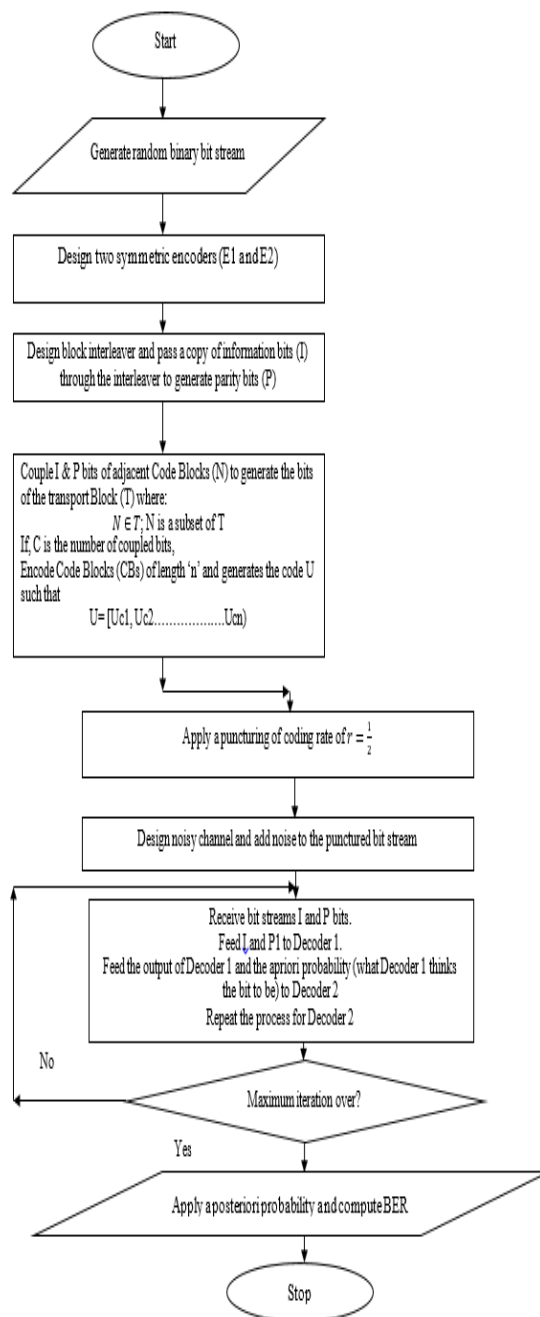 Start
Generate random binary bit stream
Design two symmetric encoders (E1 and E2)
Design block interleaver and pass a copy of information bits (I)
through the interleaver to generate parity bits (P)
Couple I & P bits of adjacent Code Blocks (N) to generate the bits
of the transport Block (T) where:
N ∈ T; N is a subset of T
If, C is the number of coupled bits,
Encode Code Blocks (CBs) of length ‘n’ and generates the code U
such that
U= [Uc1, Uc2...................Ucn)
Apply a puncturing of coding rate of r = 1/2
Design noisy channel and add noise to the punctured bit stream
Receive bit streams I and P bits.
Feed I and P1 to Decoder 1.
Feed the output of Decoder 1 and the apriori probability (what Decoder 1 thinks
the bit to be) to Decoder 2
Repeat the process for Decoder 2
No
Maximum iteration over?
Yes
Apply a posteriori probability and compute BER
Stop